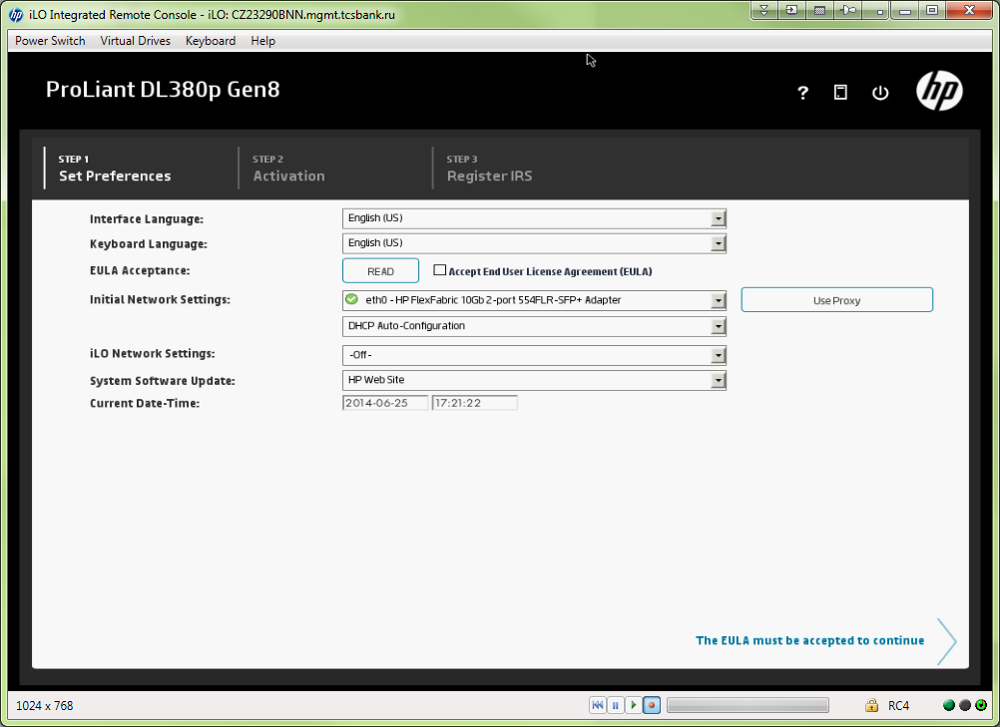 iLO Integrated Remote Console - iLO: CZ23290BNN.mgmt.tcsbank.ru
Power Switch Virtual Drives Keyboard Help
ProLiant DL380p Gen8
? hp
STEP 1 STEP 2 STEP 3
Set Preferences Activation Register IRS
Interface Language: English (US)
Keyboard Language: English (US)
EULA Acceptance: READ Accept End User License Agreement (EULA)
Initial Network Settings: eth0 - HP FlexFabric 10Gb 2-port 554FLR-SFP+ Adapter Use Proxy
DHCP Auto-Configuration
iLO Network Settings: -Off-
System Software Update: HP Web Site
Current Date-Time: 2014-06-25 17:21:22
The EULA must be accepted to continue
1024 x 768 RC4